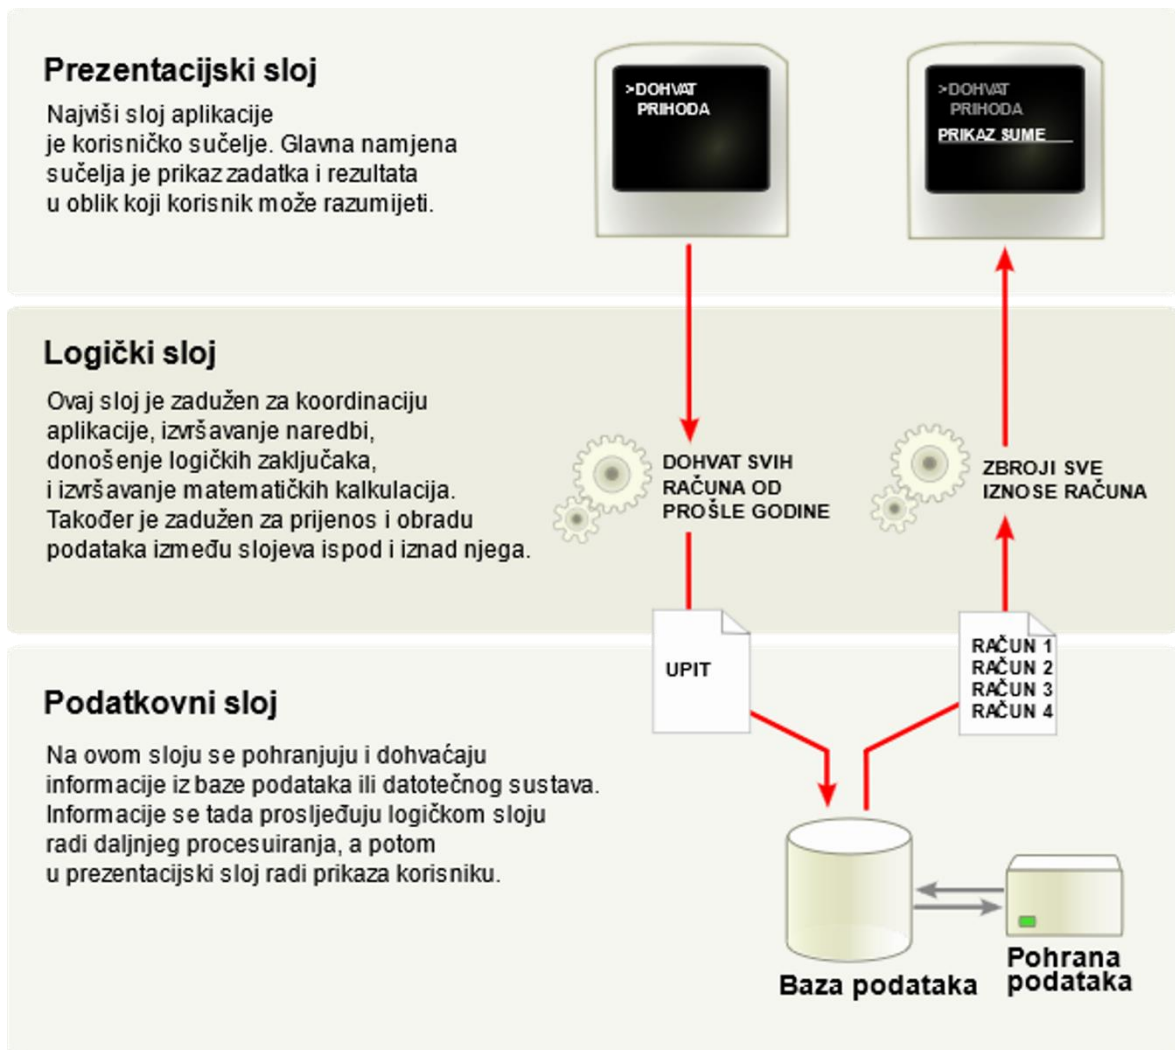 Prezentacijski sloj
Najviši sloj aplikacije
je korisničko sučelje. Glavna namjena
sučelja je prikaz zadatka i rezultata
u oblik koji korisnik može razumijeti.
>DOHVAT
PRIHODA
>DOHVAT
PRIHODA
PRIKAZ SUME
Logički sloj
Ovaj sloj je zadužen za koordinaciju
aplikacije, izvršavanje naredbi,
donošenje logičkih zaključaka,
i izvršavanje matematičkih kalkulacija.
Također je zadužen za prijenos i obradu
podataka između slojeva ispod i iznad njega.
DOHVAT SVIH
RAČUNA OD
PROŠLE GODINE
ZBROJI SVE
IZNOSE RAČUNA
UPIT
RAČUN 1
RAČUN 2
RAČUN 3
RAČUN 4
Podatkovni sloj
Na ovom sloju se pohranjuju i dohvaćaju
informacije iz baze podataka ili datotečnog sustava.
Informacije se tada prosljeđuju logičkom sloju
radi daljnjeg procesuiranja, a potom
u prezentacijski sloj radi prikaza korisniku.
Baza podataka
Pohrana
podataka